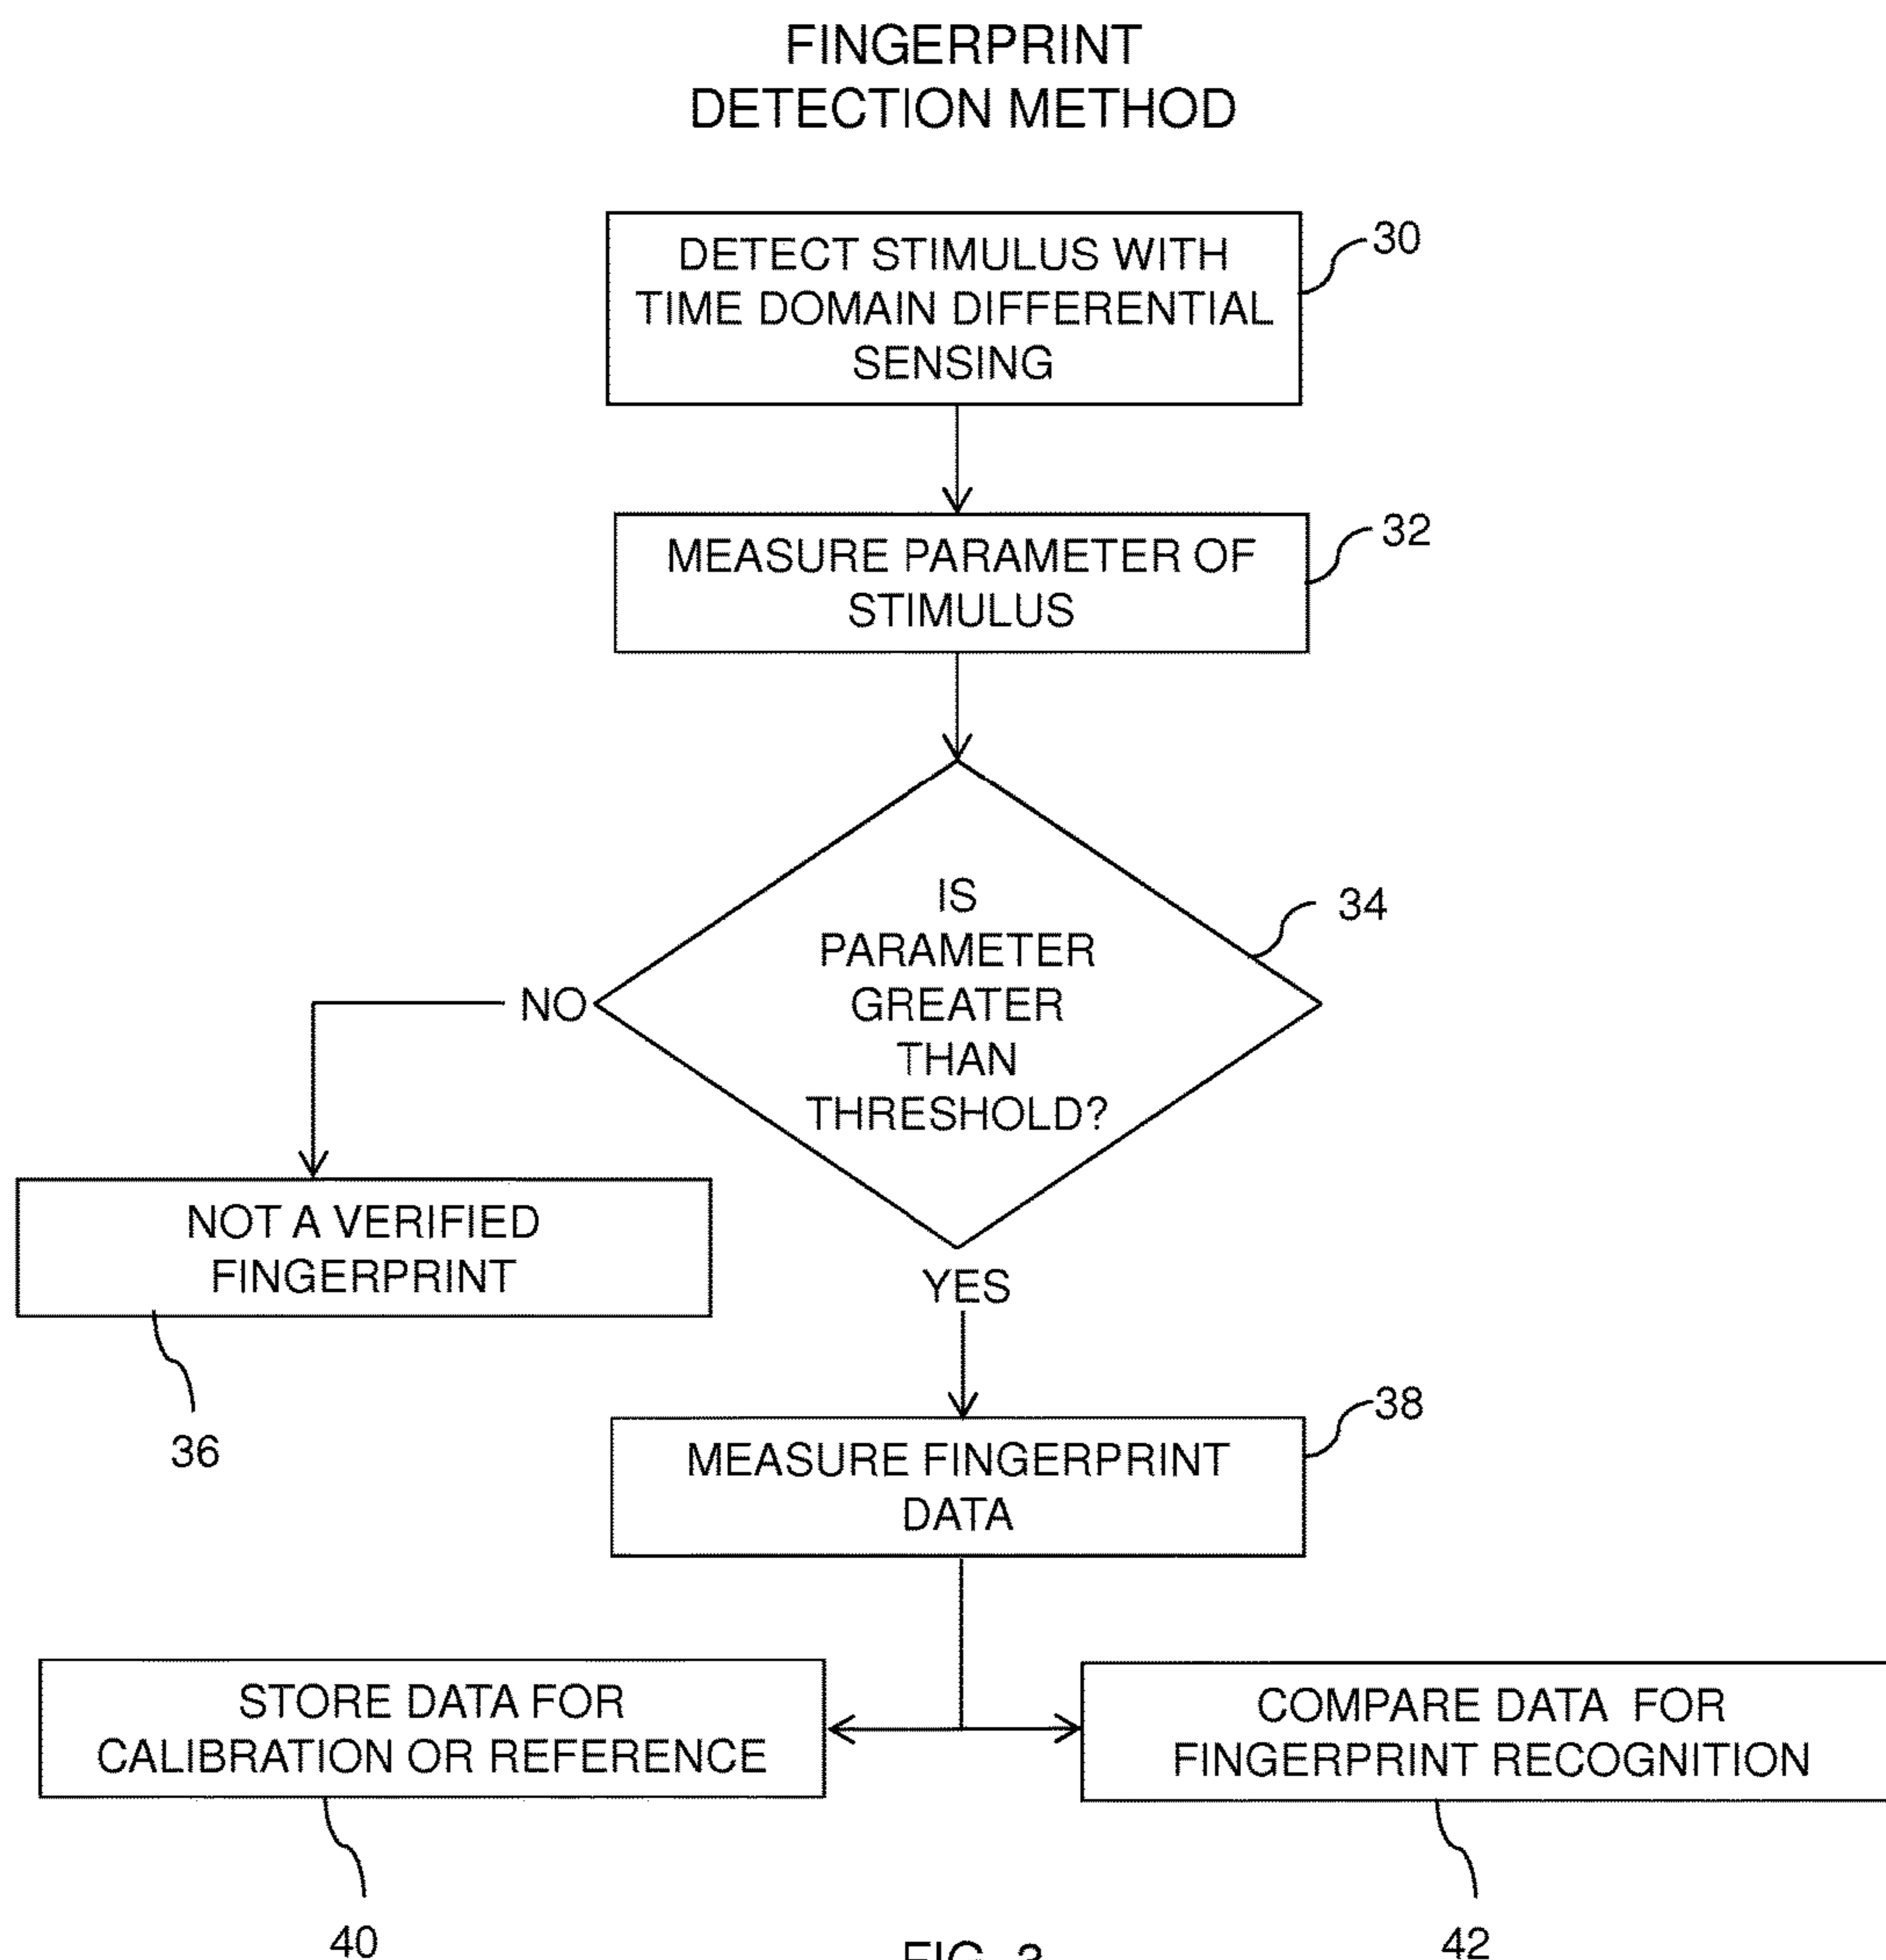 FINGERPRINT
DETECTION METHOD
DETECT STIMULUS WITH
TIME DOMAIN DIFFERENTIAL
SENSING
30
MEASURE PARAMETER OF
STIMULUS
32
IS
PARAMETER
GREATER
THAN
THRESHOLD?
34
NO
NOT A VERIFIED
FINGERPRINT
36
YES
MEASURE FINGERPRINT
DATA
38
STORE DATA FOR
CALIBRATION OR REFERENCE
40
COMPARE DATA FOR
FINGERPRINT RECOGNITION
42
FIG. 3